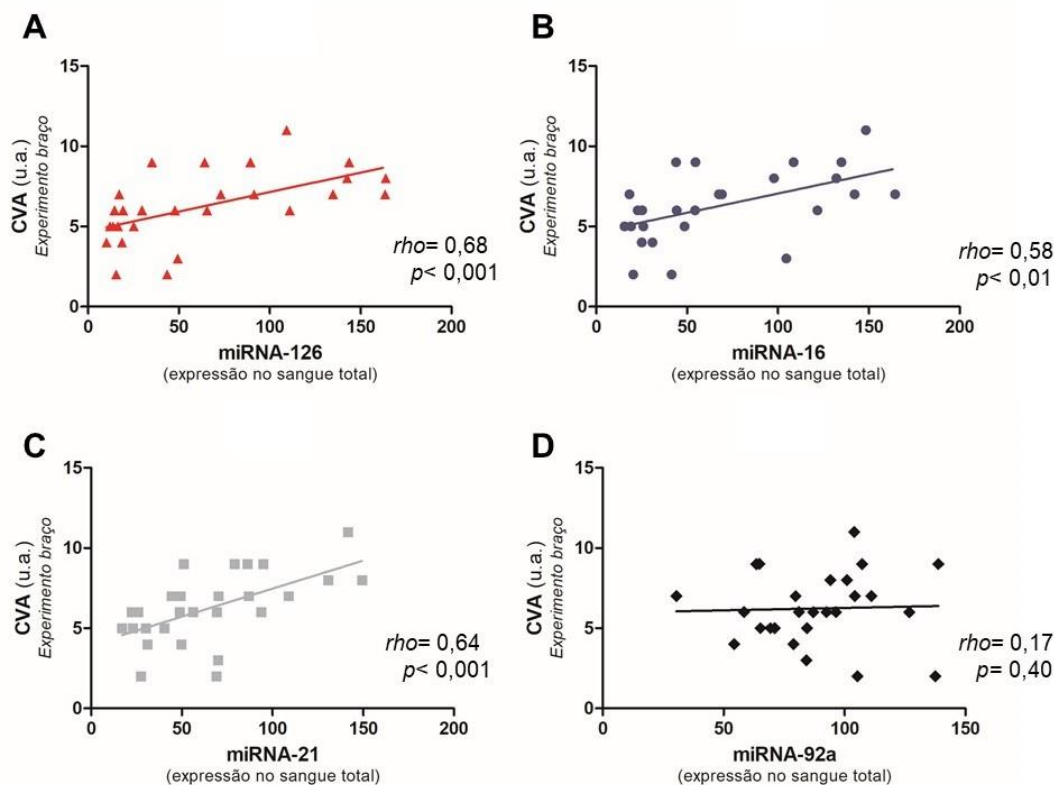 A
CVA (u.a.)
Experimento braço
15
10
5
0
0 50 100 150 200
rho= 0,68
p< 0,001
miRNA-126
(expressão no sangue total)
B
CVA (u.a.)
Experimento braço
15
10
5
0
0 50 100 150 200
rho= 0,58
p< 0,01
miRNA-16
(expressão no sangue total)
C
CVA (u.a.)
Experimento braço
15
10
5
0
0 50 100 150 200
rho= 0,64
p< 0,001
miRNA-21
(expressão no sangue total)
D
CVA (u.a.)
Experimento braço
15
10
5
0
0 50 100 150
rho= 0,17
p= 0,40
miRNA-92a
(expressão no sangue total)